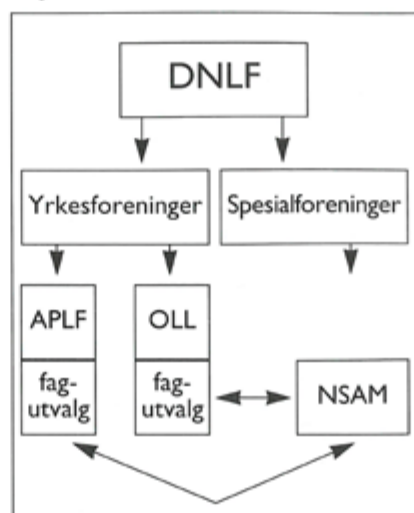 DNLF
Yrkesforeninger
Spesialforeninger
APLF
OLL
fag-
utvalg
fag-
utvalg
NSAM